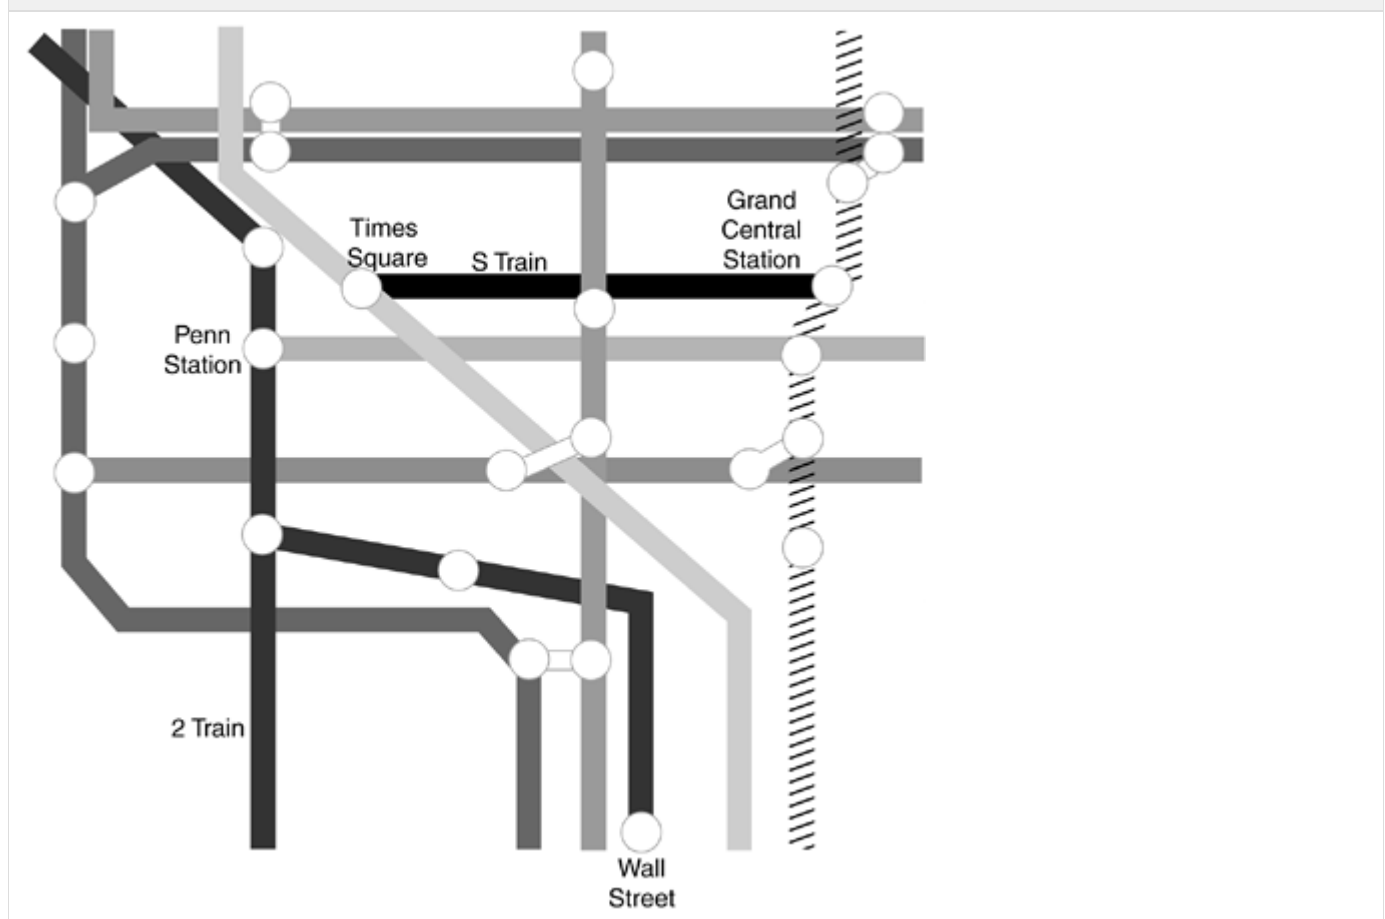 Times
Square
S Train
Grand
Central
Station
Penn
Station
2 Train
Wall
Street